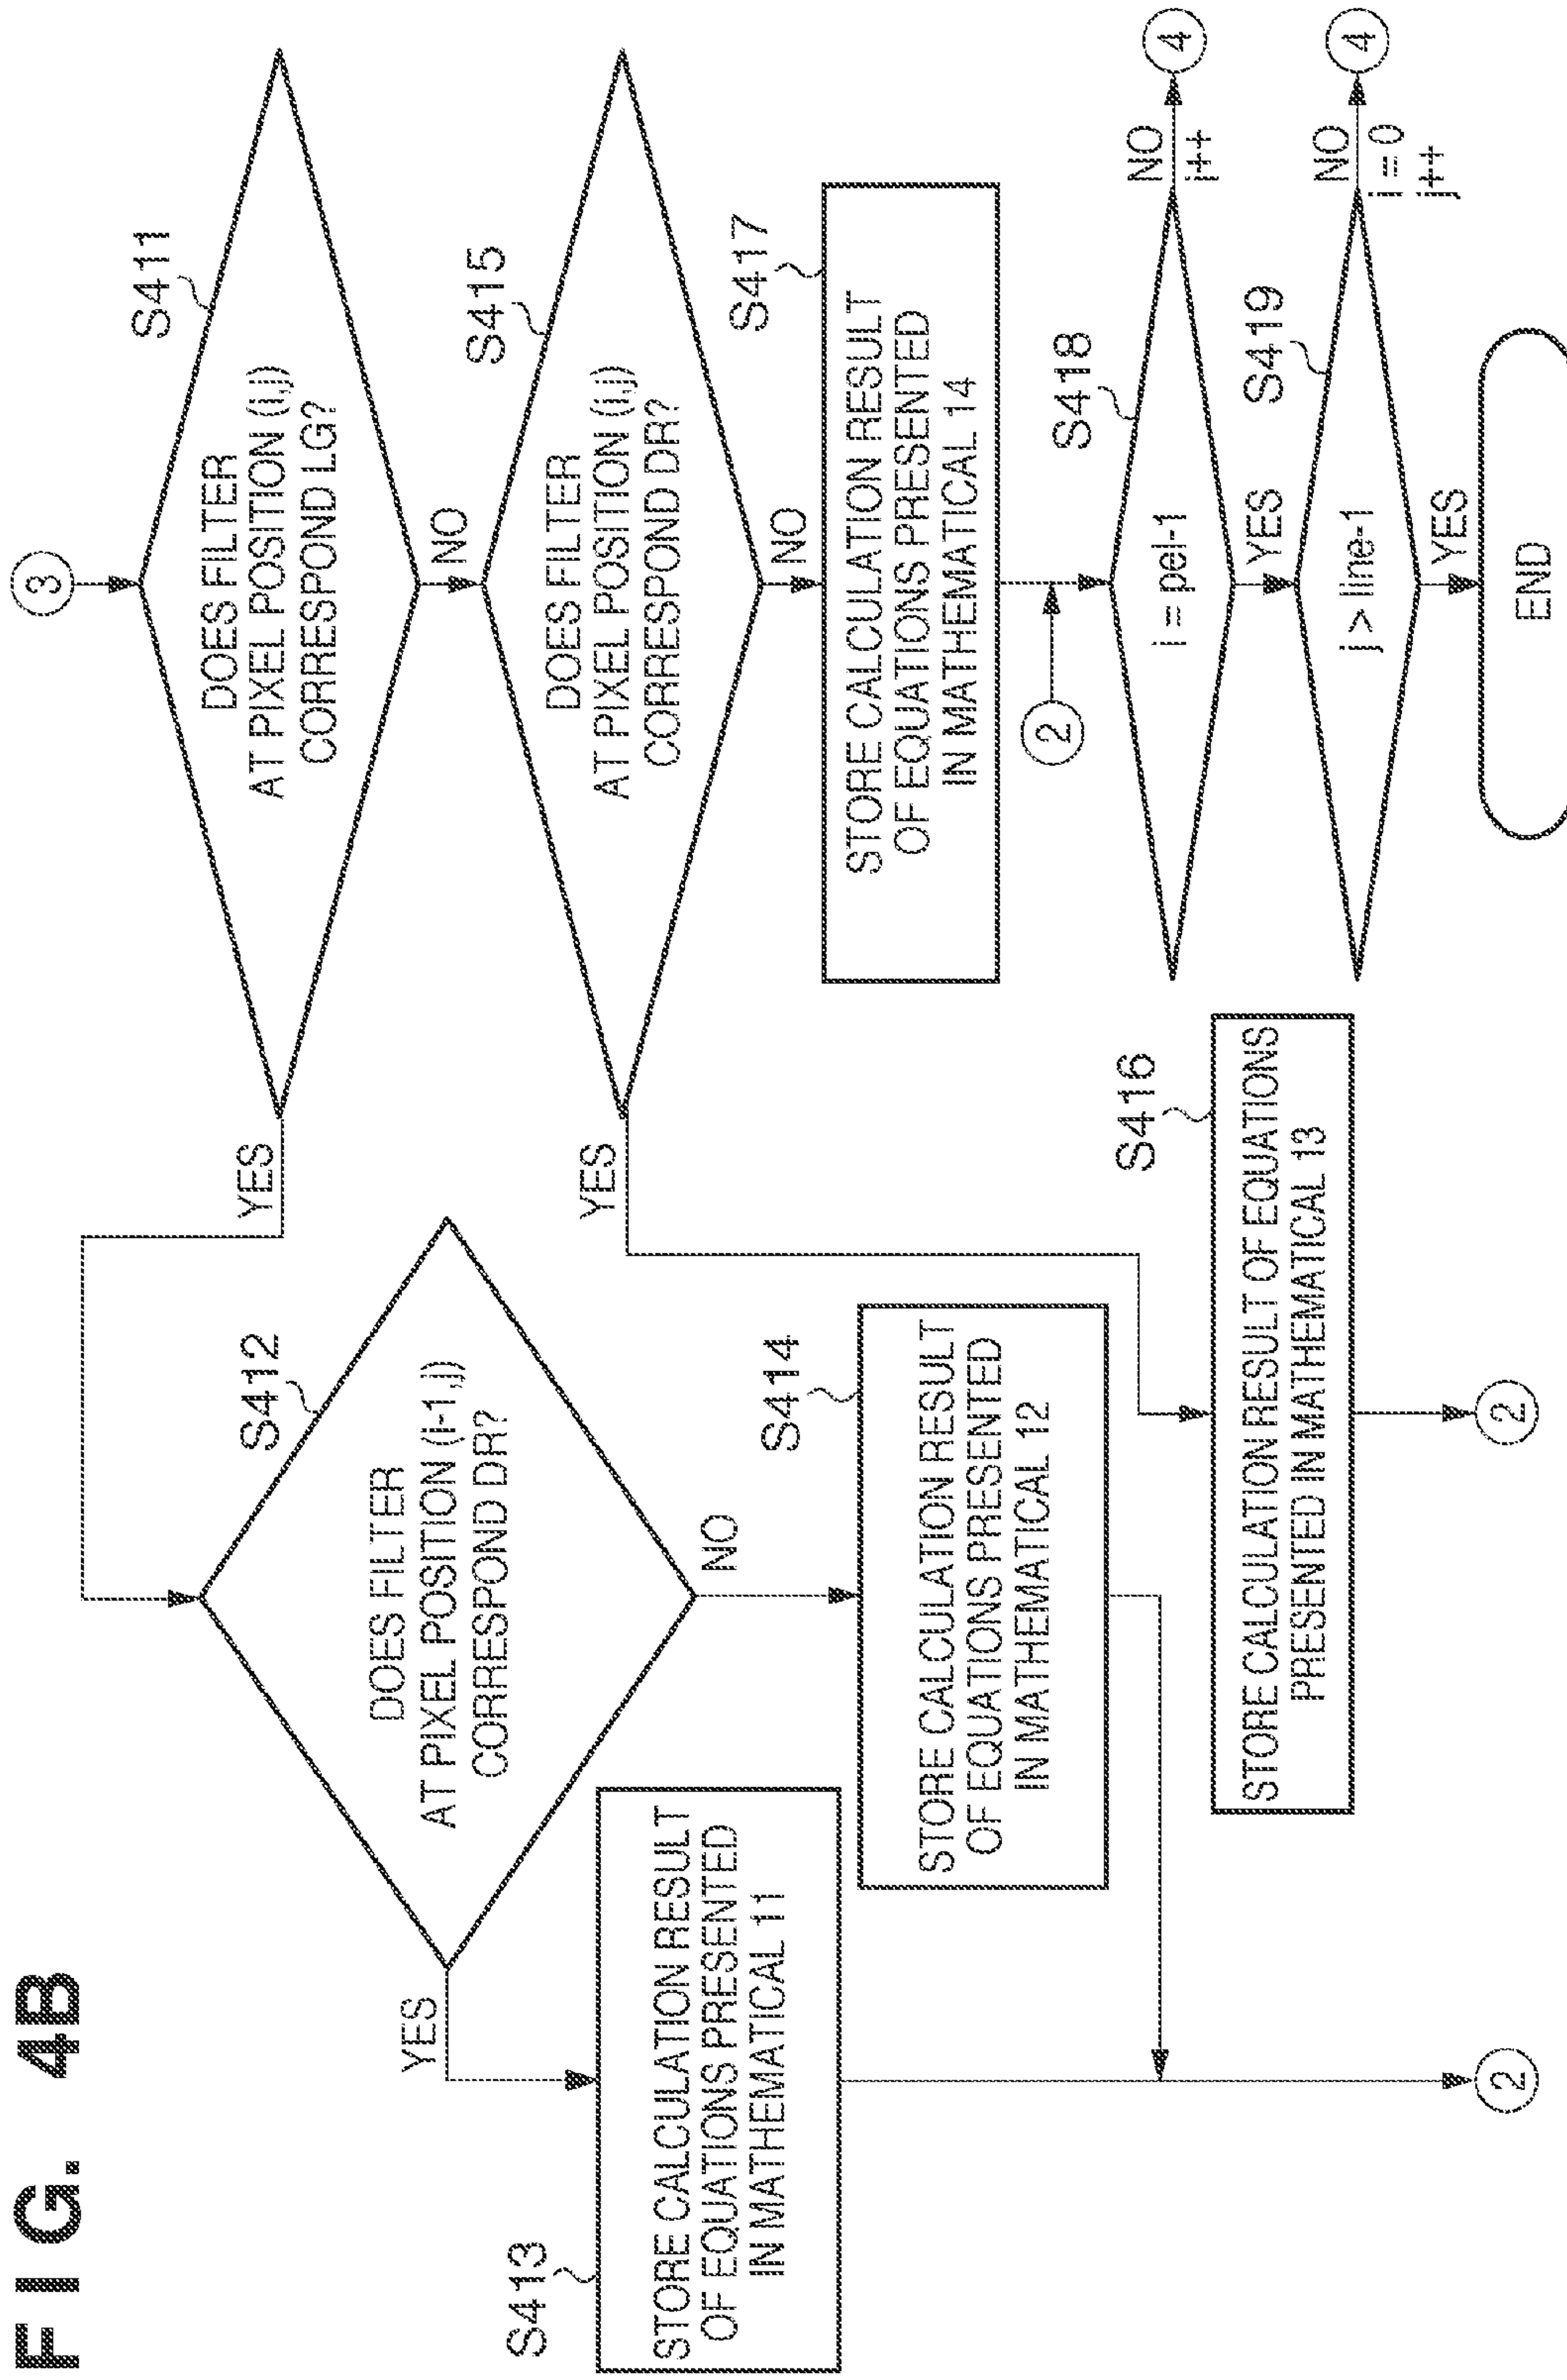 FIG. 4B
3
S411
DOES FILTER
AT PIXEL POSITION (i,j)
CORRESPOND LG?
YES
NO
S412
DOES FILTER
AT PIXEL POSITION (i-1,j)
CORRESPOND DR?
YES
NO
S413
STORE CALCULATION RESULT
OF EQUATIONS PRESENTED
IN MATHEMATICAL 11
S414
STORE CALCULATION RESULT
OF EQUATIONS PRESENTED
IN MATHEMATICAL 12
2
S415
DOES FILTER
AT PIXEL POSITION (i,j)
CORRESPOND DR?
YES
NO
S416
STORE CALCULATION RESULT OF EQUATIONS
PRESENTED IN MATHEMATICAL 13
2
S417
STORE CALCULATION RESULT
OF EQUATIONS PRESENTED
IN MATHEMATICAL 14
2
S418
i = pel-1
NO
i++
4
YES
S419
j > line-1
NO
i = 0
j++
4
YES
END